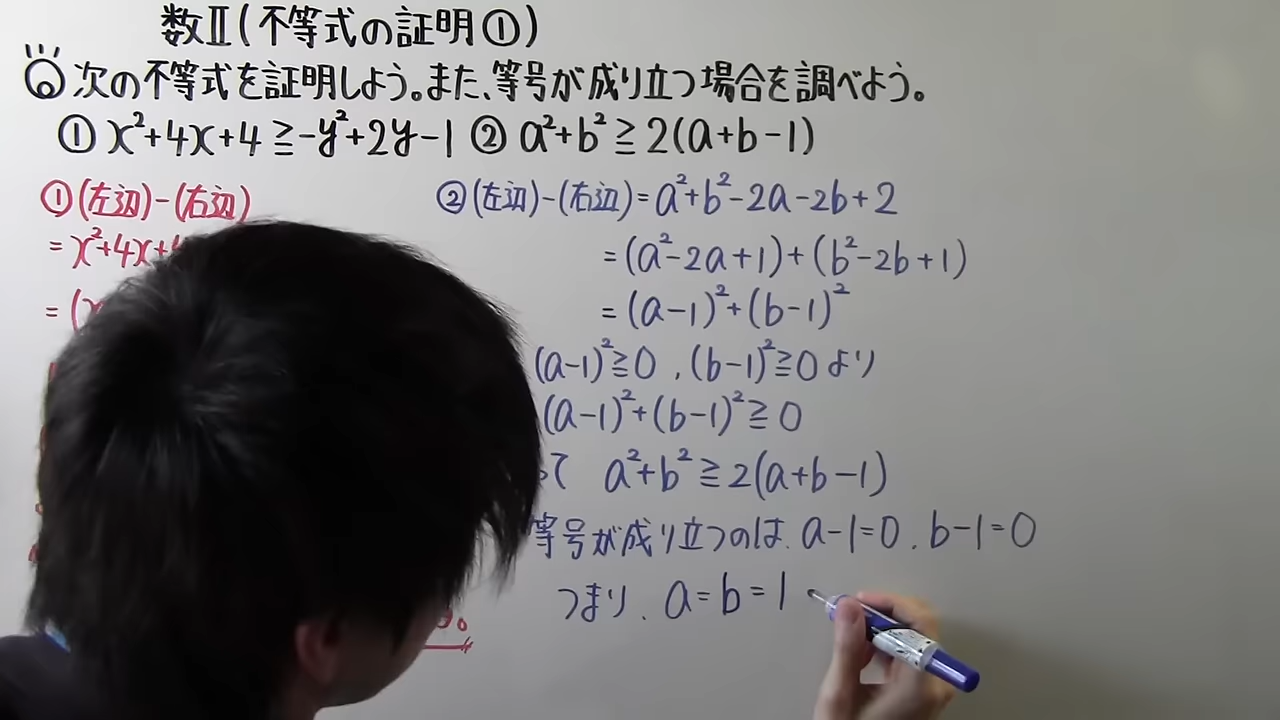 数Ⅱ(不等式の証明①)
次の不等式を証明しよう。また、等号が成り立つ場合を調べよう。
① x²+4x+4≧-y²+2y-1 ② a²+b²≧2(a+b-1)
①(左辺)-(右辺)
=x²+4x+
=(x
②(左辺)-(右辺)=a²+b²-2a-2b+2
=(a²-2a+1)+(b²-2b+1)
=(a-1)²+(b-1)²
(a-1)²≧0,(b-1)²≧0より
(a-1)²+(b-1)²≧0
って a²+b²≧2(a+b-1)
等号が成り立つのは、a-1=0,b-1=0
つまり、a=b=1